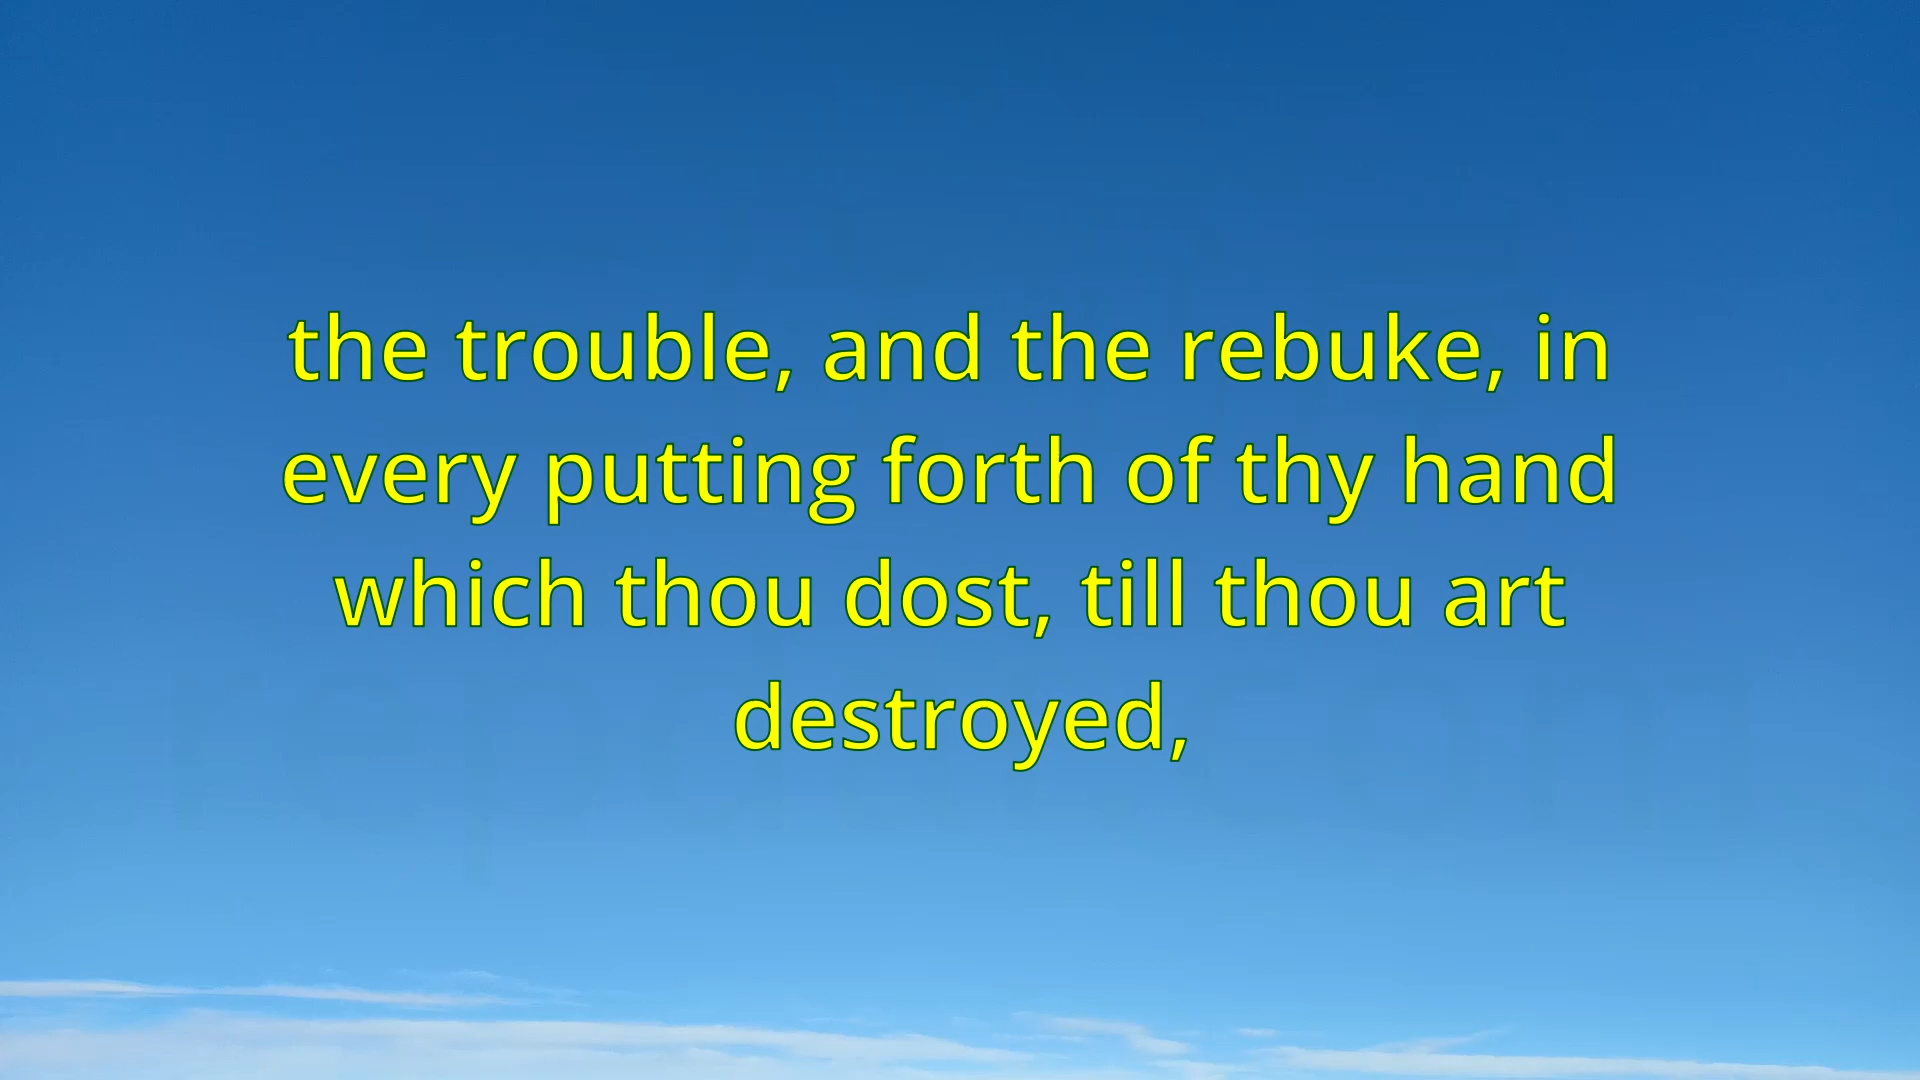 the trouble, and the rebuke, in
every putting forth of thy hand
which thou dost, till thou art
destroyed,